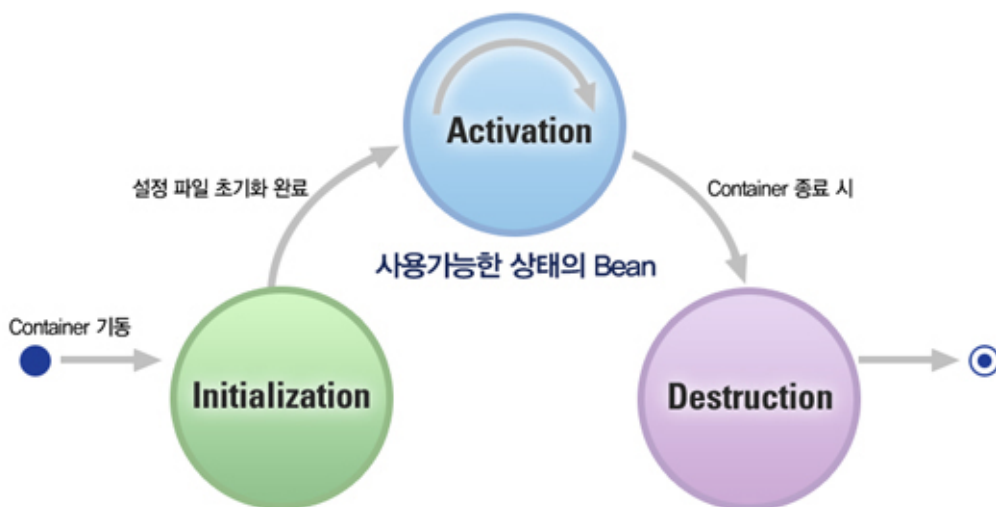 Activation
설정 파일 초기화 완료
Container 종료 시
사용가능한 상태의 Bean
Container 기동
Initialization
Destruction